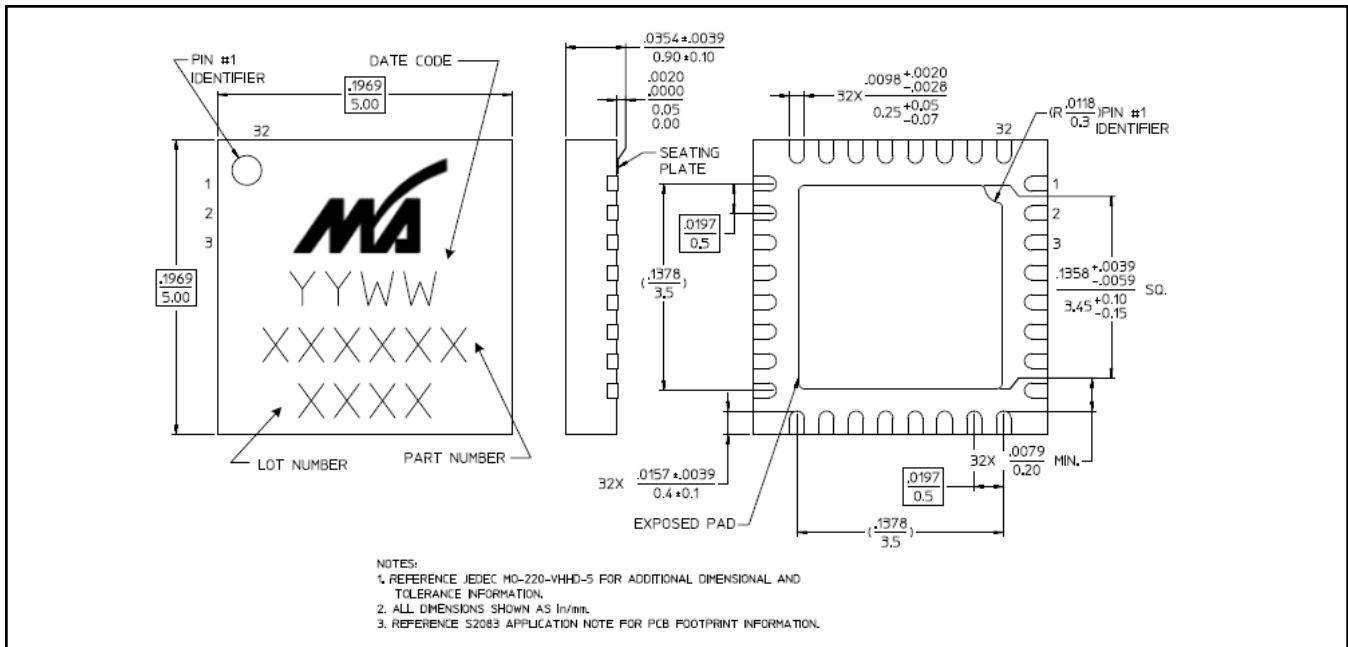 PIN #1
IDENTIFIER
DATE CODE
.1969
5.00
32
1
2
3
.1969
5.00
MA
YYWW
XXXXXX
XXXX
LOT NUMBER
PART NUMBER
.0354±.0039
0.90±0.10
.0020
.0000
0.05
0.00
SEATING
PLATE
32X .0098 +.0020
-.0028
0.25 +0.05
-0.07
32
(R .0118
0.3 ) PIN #1
IDENTIFIER
1
2
3
.0197
0.5
(.1378
3.5 )
.1358 +.0039
-.0059
3.45 +0.10
-0.15
SQ.
32X .0157±.0039
0.4±0.1
EXPOSED PAD
32X .0079
0.20 MIN.
.0197
0.5
(.1378
3.5 )
NOTES:
1. REFERENCE JEDEC MO-220-VHHD-5 FOR ADDITIONAL DIMENSIONAL AND
TOLERANCE INFORMATION.
2. ALL DIMENSIONS SHOWN AS in/mm.
3. REFERENCE S2083 APPLICATION NOTE FOR PCB FOOTPRINT INFORMATION.